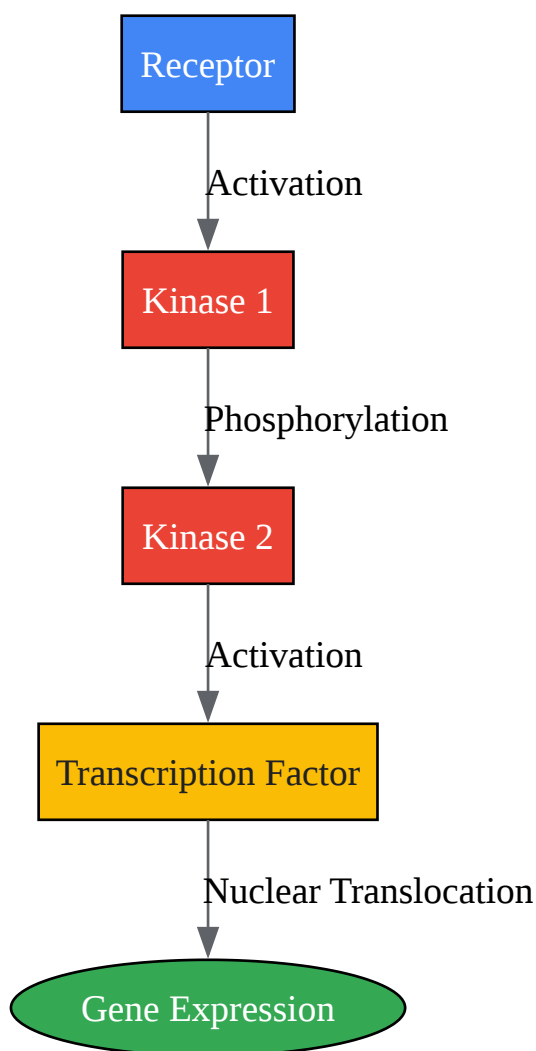 Receptor
Activation
Kinase 1
Phosphorylation
Kinase 2
Activation
Transcription Factor
Nuclear Translocation
Gene Expression